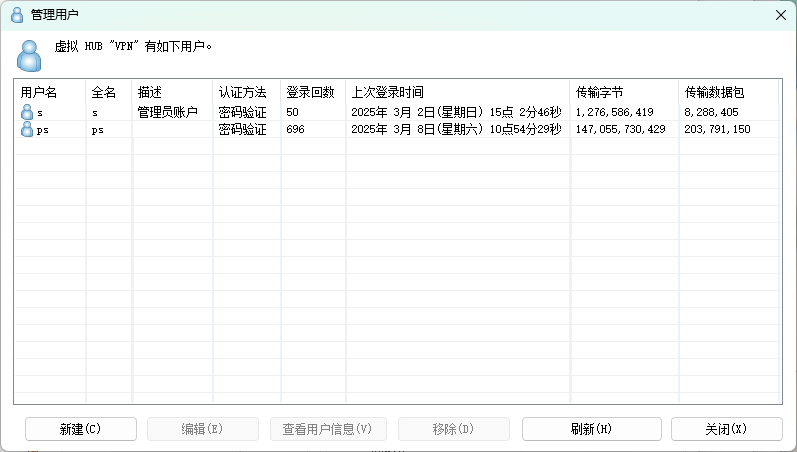 管理用户
虚拟 HUB "VPN" 有如下用户。
用户名 全名 描述 认证方法 登录回数 上次登录时间 传输字节 传输数据包
s s 管理员账户 密码验证 50 2025年 3月 2日(星期日) 15点 2分46秒 1,276,586,419 8,288,405
ps ps 密码验证 696 2025年 3月 8日(星期六) 10点54分29秒 147,055,730,429 203,791,150
新建(C) 编辑(E) 查看用户信息(V) 移除(D) 刷新(H) 关闭(X)